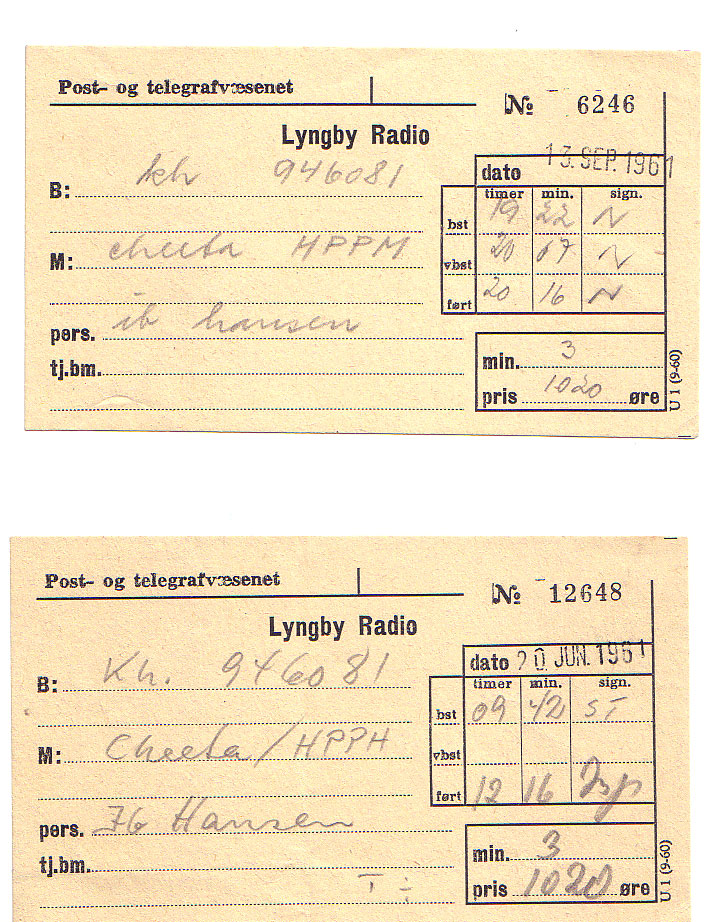 Post- og telegrafvæsenet
№ 6246
Lyngby Radio
dato 13. SEP. 1961
B: kh 946081
timer min. sign.
bst 19 22 N
M: cheeta HPPM
vbst 20 07 N
ført 20 16 N
pers. ib hansen
tj.bm.
min. 3
pris 1020 øre
U 1 (9-60)
Post- og telegrafvæsenet
№ 12648
Lyngby Radio
dato 20. JUN. 1961
B: Kh. 946081
timer min. sign.
bst 09 42 ST
M: Cheeta/HPPH
vbst
ført 12 16
pers. Ib Hansen
tj.bm.
min. 3
pris 1020 øre
U 1 (9-60)